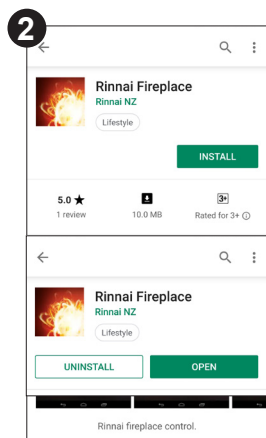 2
Rinnai Fireplace
Rinnai NZ
Lifestyle
INSTALL
5.0 ★
3+
1 review
10.0 MB
Rated for 3+
Rinnai Fireplace
Rinnai NZ
Lifestyle
UNINSTALL
OPEN
Rinnai fireplace control.